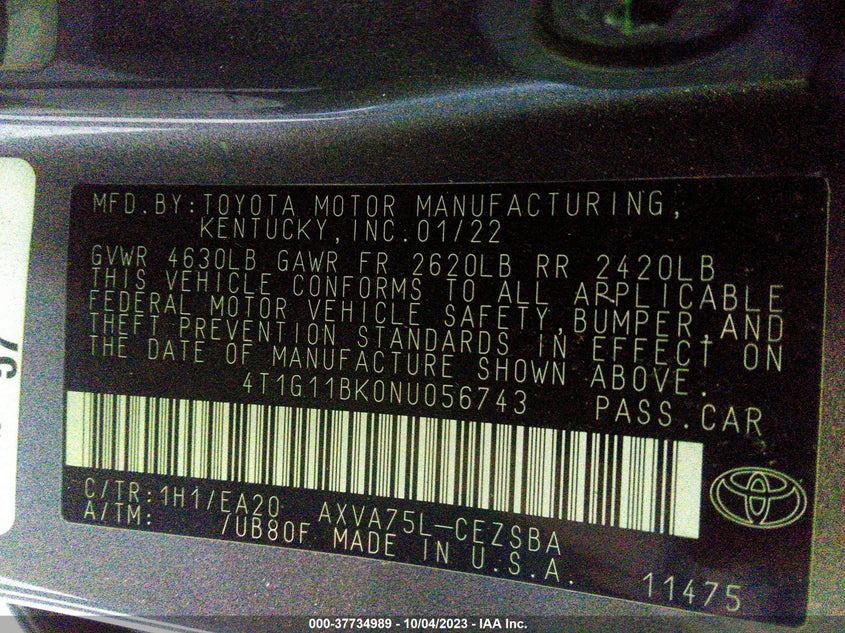 MFD.BY:TOYOTA MOTOR MANUFACTURING,
KENTUCKY,INC.01/22
GVWR 4630LB GAWR FR 2620LB RR 2420LB
THIS VEHICLE CONFORMS TO ALL APPLICABLE
FEDERAL MOTOR VEHICLE SAFETY,BUMPER,AND
THEFT PREVENTION STANDARDS IN EFFECT ON
THE DATE OF MANUFACTURE SHOWN ABOVE.
4T1G11BK0NU056743 PASS.CAR
C/TR:1H1/EA20 AXVA75L-CEZSBA
A/TM: /UB80F MADE IN U.S.A.
11475
000-37734989 - 10/04/2023 - IAA Inc.